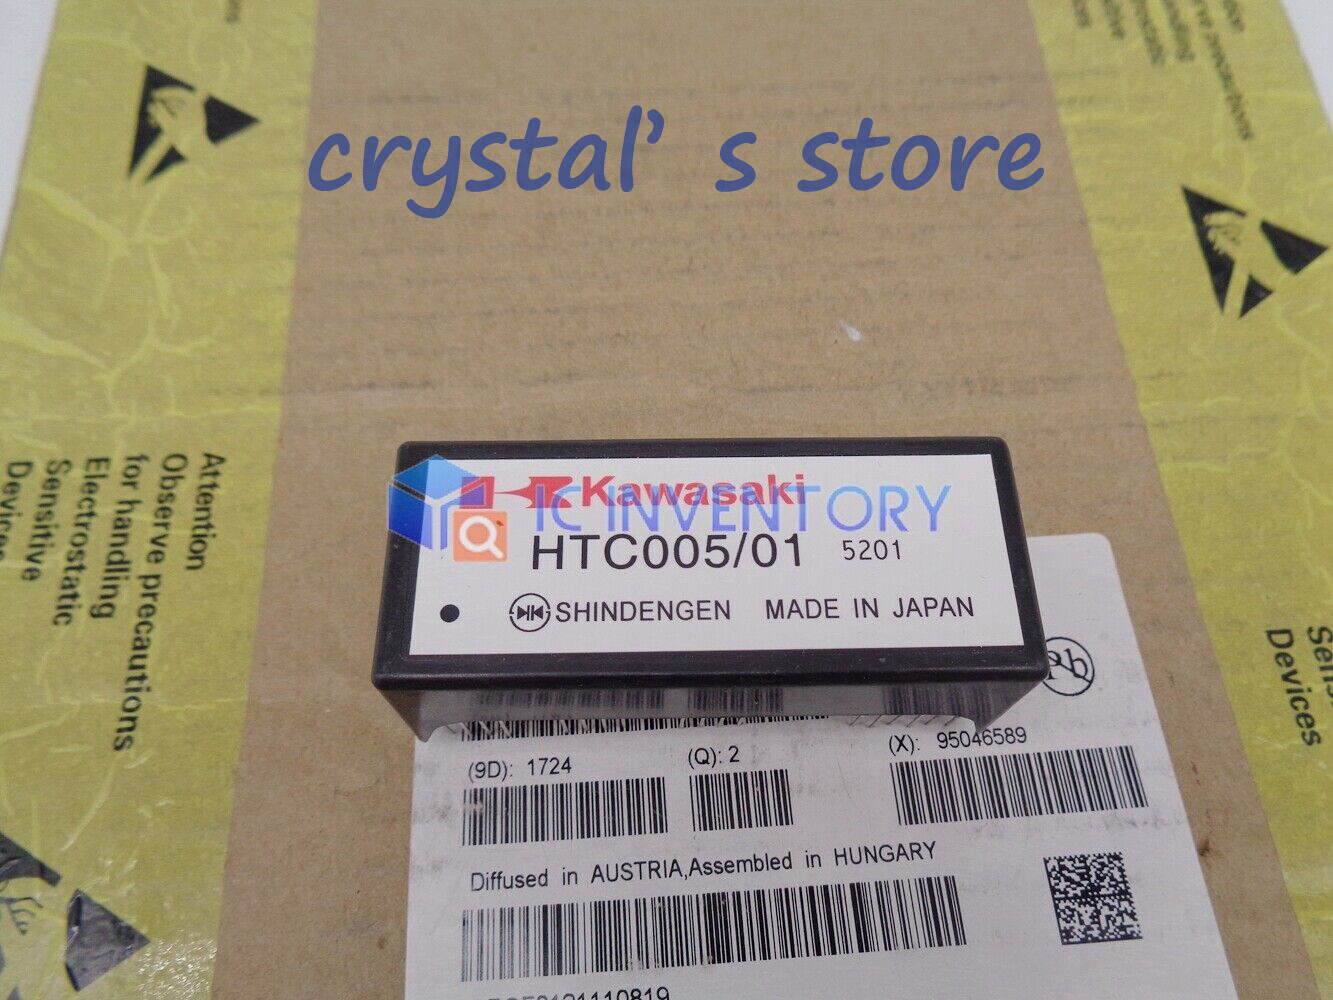 crystal’ s store
Kawasaki
IC INVENTORY
HTC005/01 5201
SHINDENGEN MADE IN JAPAN
Pb
(9D): 1724
(Q): 2
(X): 95046589
Diffused in AUSTRIA,Assembled in HUNGARY
Attention
Observe precautions
for handling
Electrostatic
Sensitive
Devices
Devices